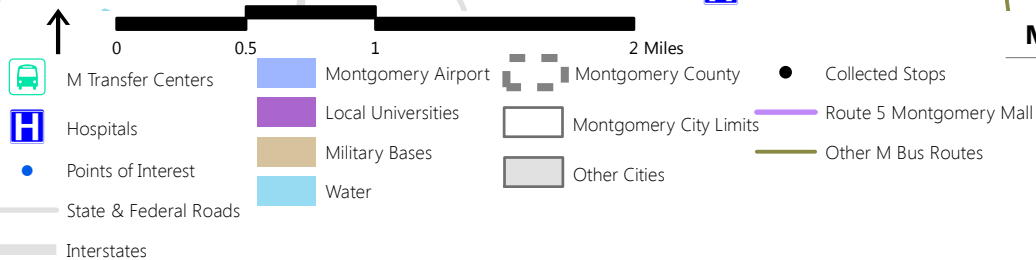 H
0 0.5 1 2 Miles
M
M Transfer Centers
H Hospitals
Points of Interest
State & Federal Roads
Interstates
Montgomery Airport
Local Universities
Military Bases
Water
Montgomery County
Montgomery City Limits
Other Cities
Collected Stops
Route 5 Montgomery Mall
Other M Bus Routes